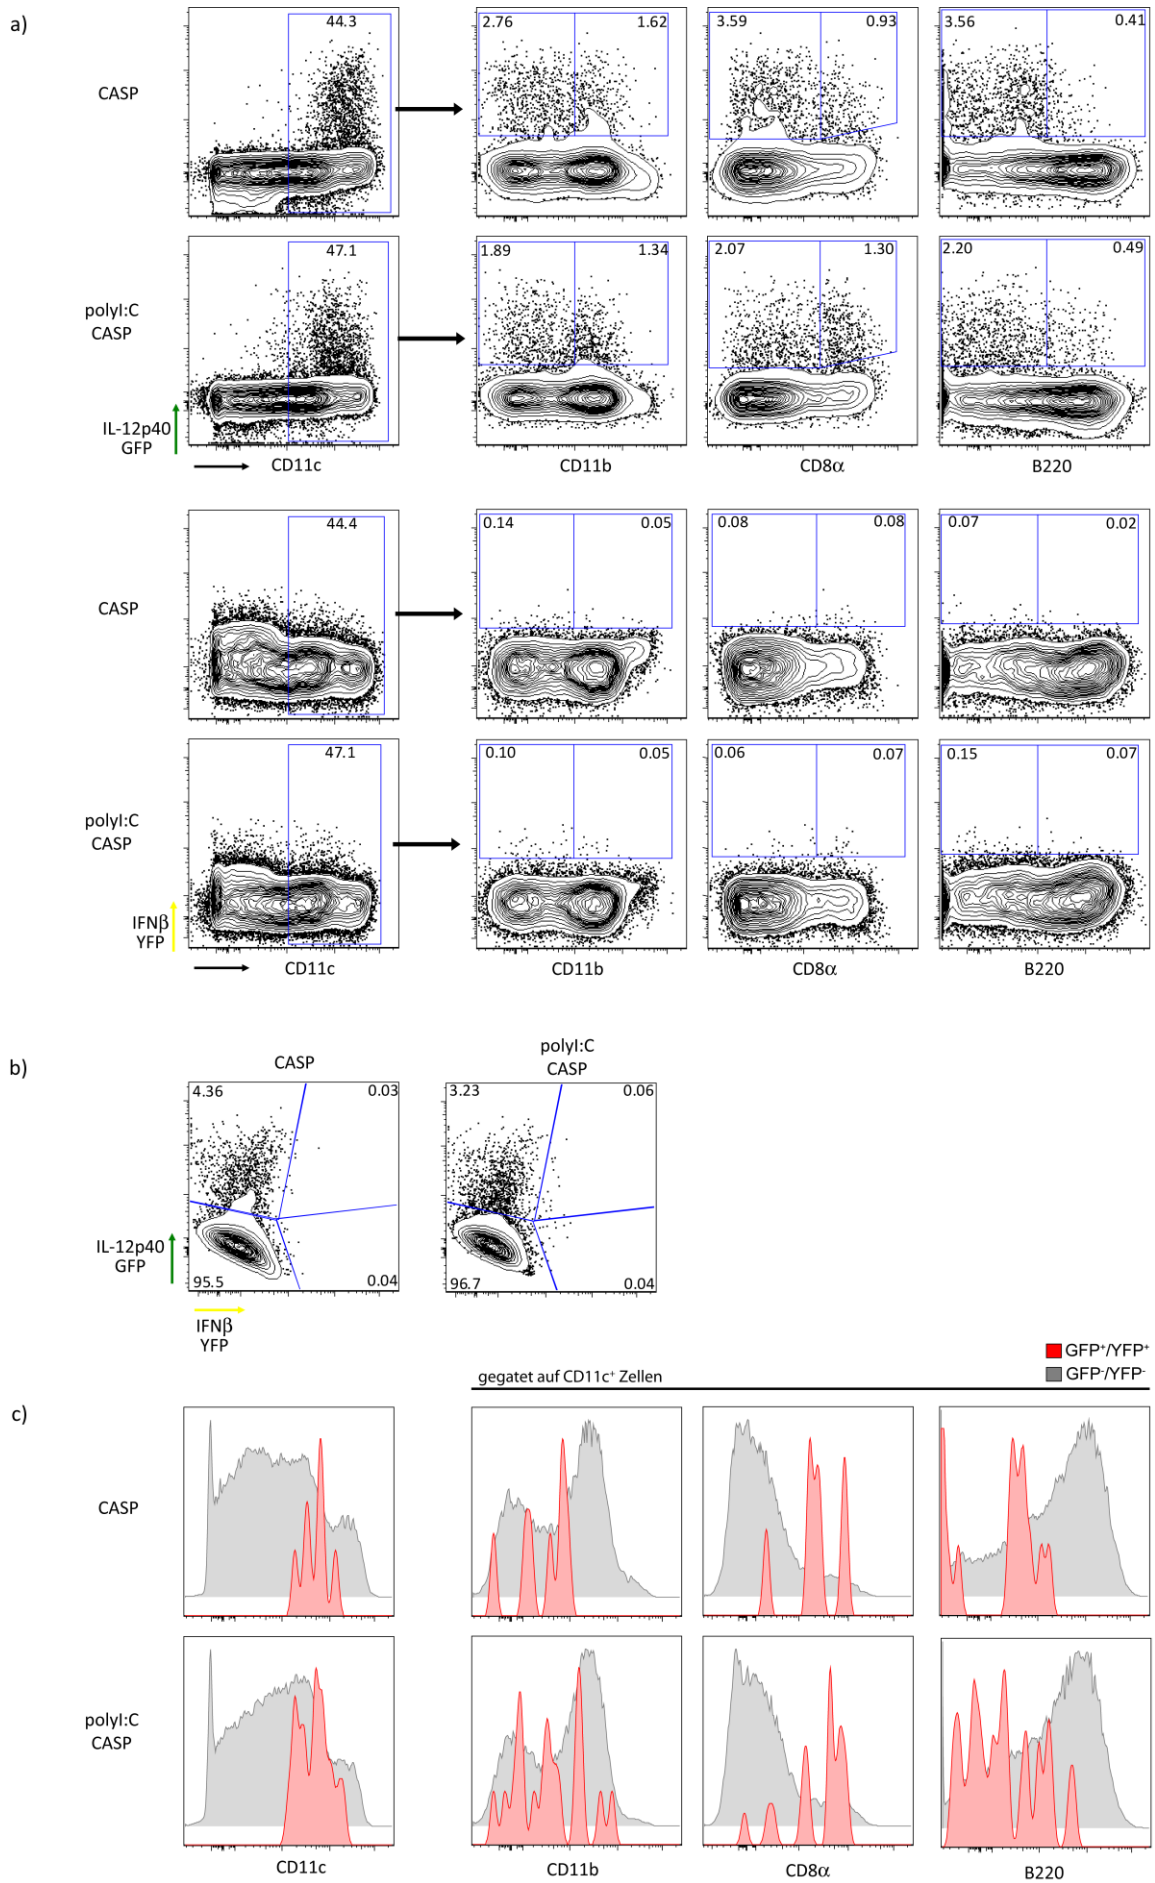 a)
44.3
2.76 1.62
3.59 0.93
3.56 0.41
CASP
47.1
1.89 1.34
2.07 1.30
2.20 0.49
polyI:C
CASP
IL-12p40
GFP
CD11c
CD11b
CD8α
B220
44.4
0.14 0.05
0.08 0.08
0.07 0.02
CASP
47.1
0.10 0.05
0.06 0.07
0.15 0.07
polyI:C
CASP
IFNβ
YFP
CD11c
CD11b
CD8α
B220
b)
CASP
polyI:C
CASP
4.36 0.03
95.5 0.04
3.23 0.06
96.7 0.04
IL-12p40
GFP
IFNβ
YFP
GFP⁺/YFP⁺
GFP⁻/YFP⁻
gegatet auf CD11c⁺ Zellen
c)
CASP
polyI:C
CASP
CD11c
CD11b
CD8α
B220